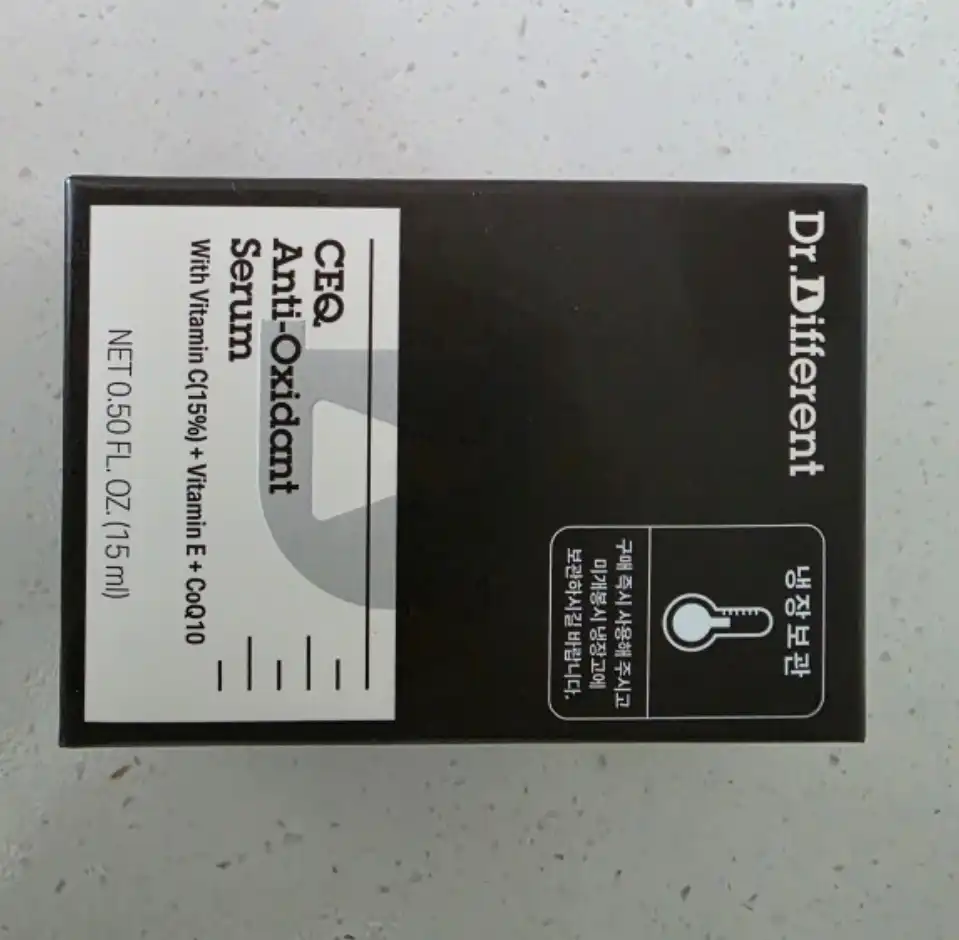 Dr.Different
냉장보관
구매 즉시 사용해 주시고
미개봉시 냉장고에
보관하시길 바랍니다.
CEQ
Anti-Oxidant
Serum
With Vitamin C(15%) + Vitamin E + CoQ10
NET 0.50 FL. OZ. (15 ml)